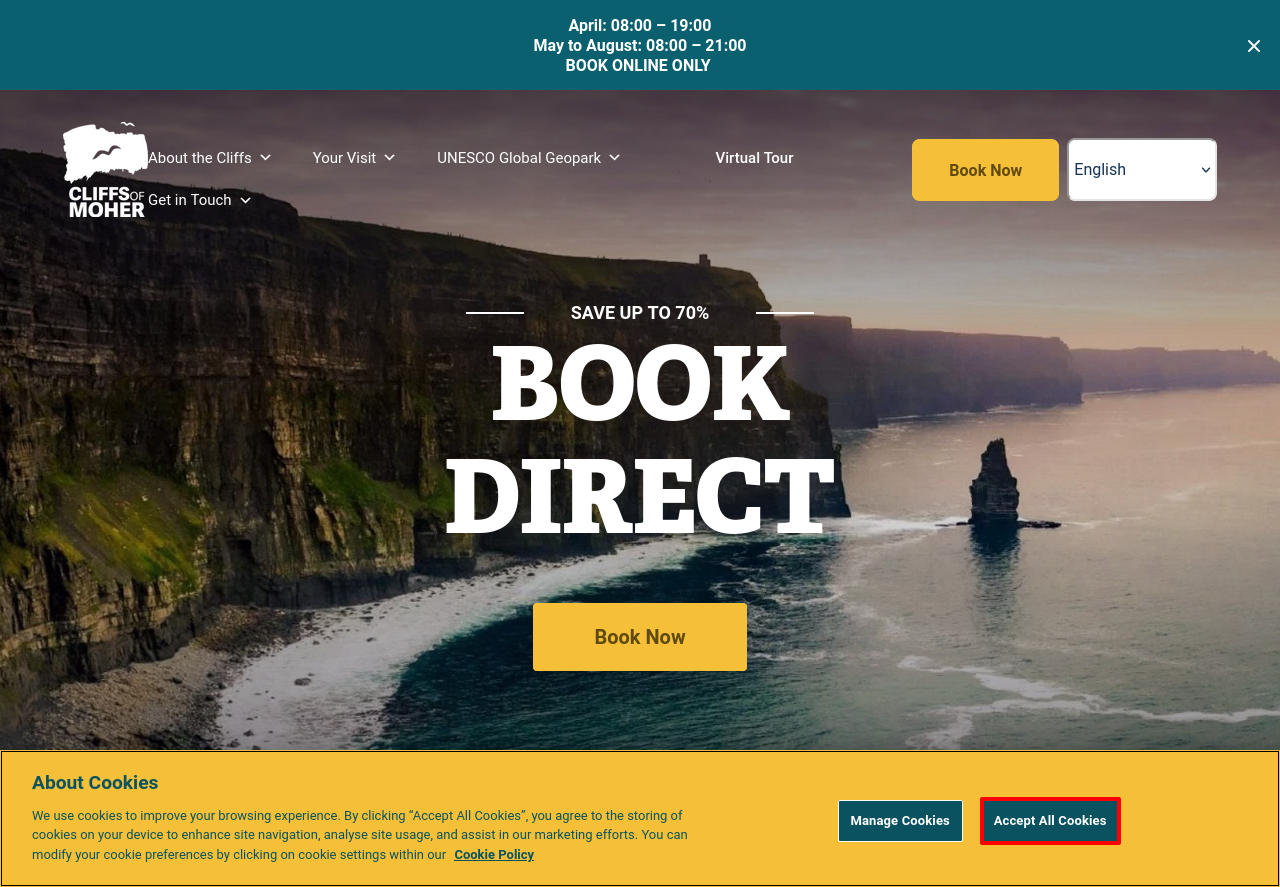 April: 08:00 – 19:00
May to August: 08:00 – 21:00
BOOK ONLINE ONLY
CLIFFS OF
MOHER
About the Cliffs
Your Visit
UNESCO Global Geopark
Virtual Tour
Get in Touch
Book Now
English
SAVE UP TO 70%
BOOK
DIRECT
Book Now
About Cookies
We use cookies to improve your browsing experience. By clicking “Accept All Cookies”, you agree to the storing of
cookies on your device to enhance site navigation, analyse site usage, and assist in our marketing efforts. You can
modify your cookie preferences by clicking on cookie settings within our Cookie Policy
Manage Cookies
Accept All Cookies